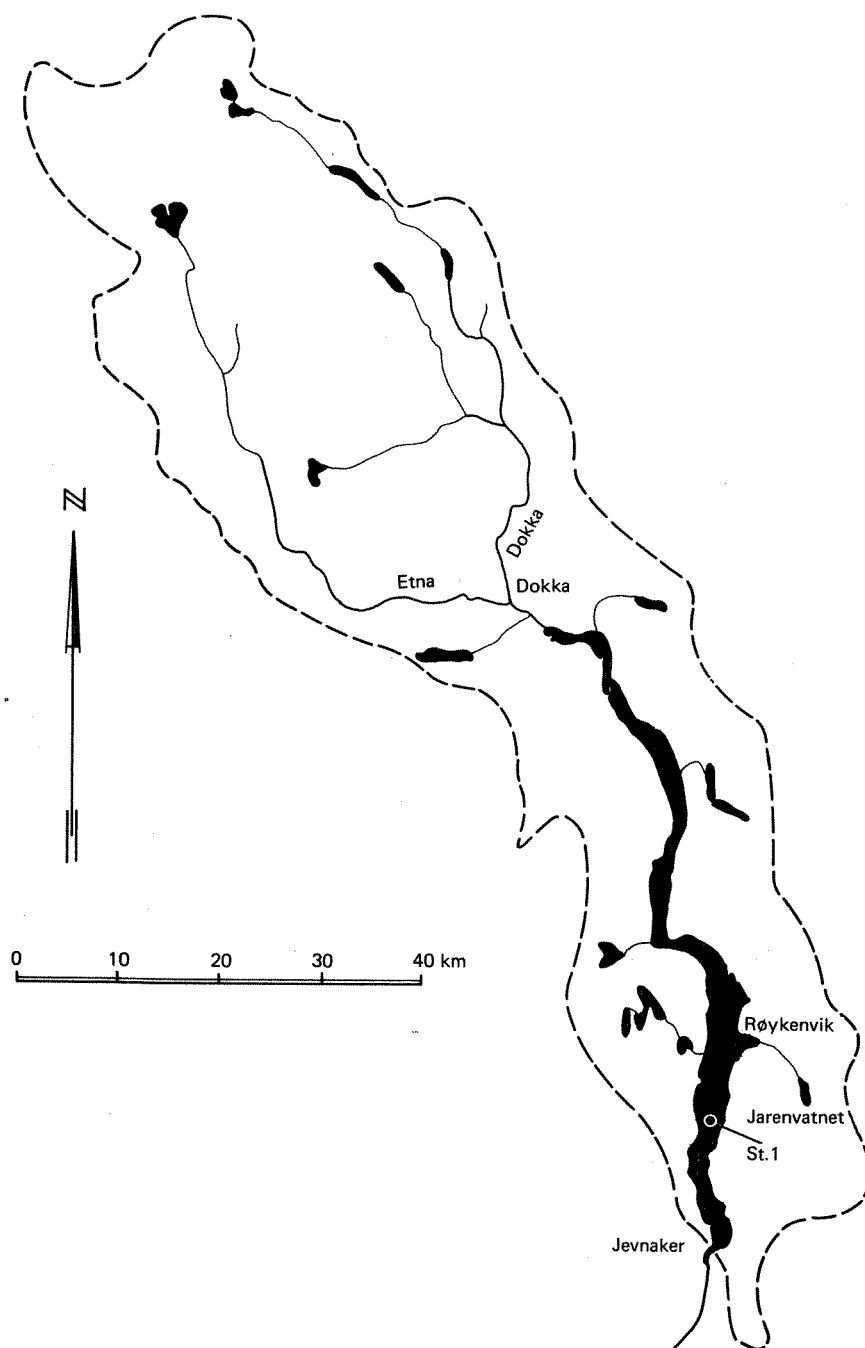 N
Dokka
Etna
Dokka
0 10 20 30 40 km
Røykenvik
Jarenvatnet
St.1
Jevnaker